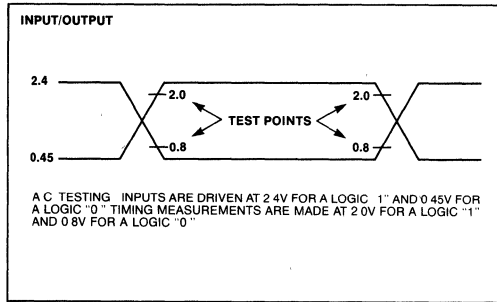 INPUT/OUTPUT
2.4
2.0 2.0
TEST POINTS
0.8 0.8
0.45
A C TESTING INPUTS ARE DRIVEN AT 2 4V FOR A LOGIC 1" AND 0 45V FOR
A LOGIC "0 " TIMING MEASUREMENTS ARE MADE AT 2 0V FOR A LOGIC "1"
AND 0 8V FOR A LOGIC "0 "